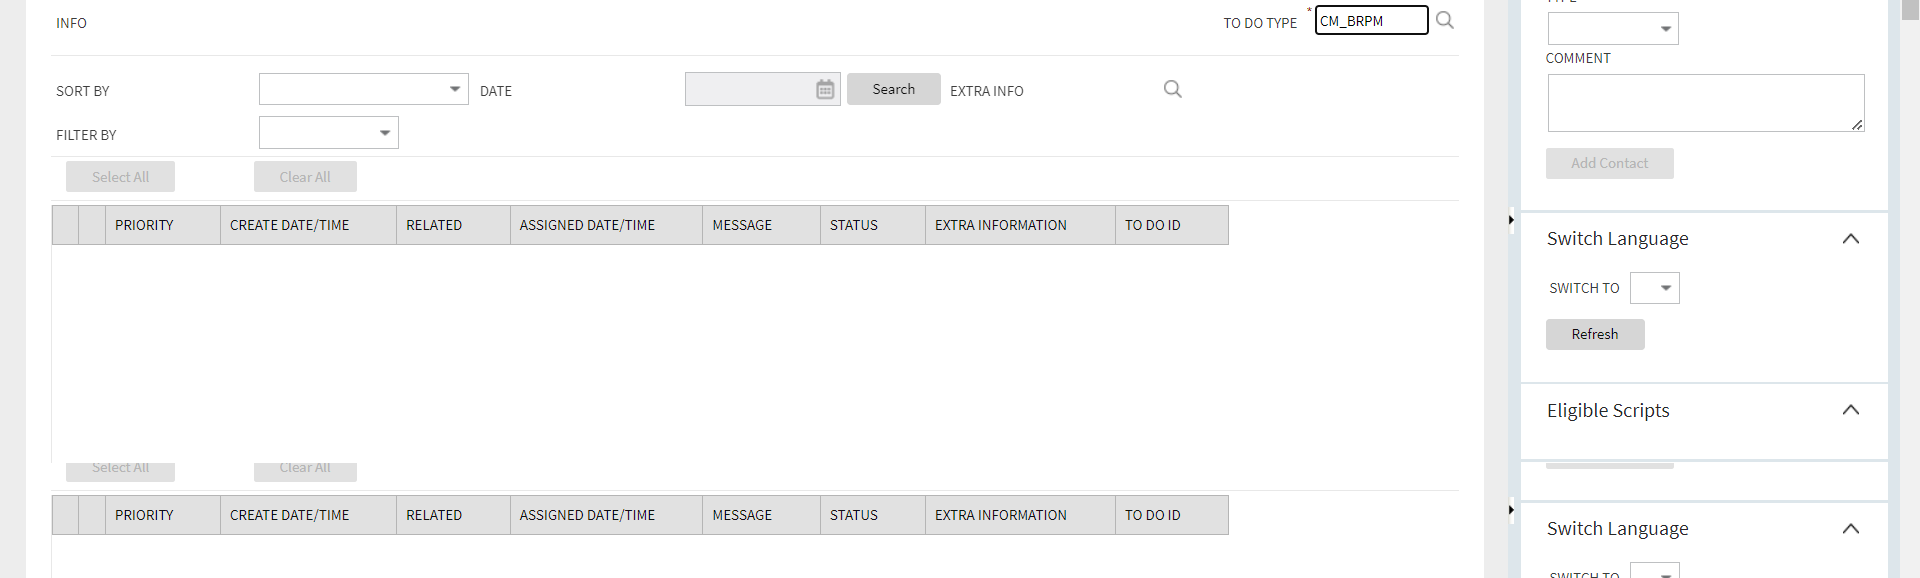 INFO
TO DO TYPE * CM_BRPM
SORT BY
DATE
Search
EXTRA INFO
FILTER BY
Select All
Clear All
PRIORITY CREATE DATE/TIME RELATED ASSIGNED DATE/TIME MESSAGE STATUS EXTRA INFORMATION TO DO ID
Select All
Clear All
PRIORITY CREATE DATE/TIME RELATED ASSIGNED DATE/TIME MESSAGE STATUS EXTRA INFORMATION TO DO ID
COMMENT
Add Contact
Switch Language
SWITCH TO
Refresh
Eligible Scripts
Switch Language
SWITCH TO